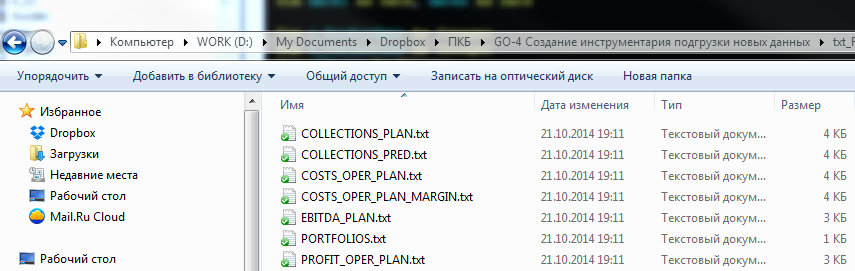 Компьютер WORK (D:) My Documents Dropbox ПКБ GO-4 Создание инструментария подгрузки новых данных
Упорядочить Добавить в библиотеку Общий доступ Записать на оптический диск Новая папка
Избранное
Dropbox
Загрузки
Недавние места
Рабочий стол
Mail.Ru Cloud
Рабочий стол
Имя Дата изменения Тип Размер
COLLECTIONS_PLAN.txt 21.10.2014 19:11 Текстовый докум... 4 КБ
COLLECTIONS_PRED.txt 21.10.2014 19:11 Текстовый докум... 4 КБ
COSTS_OPER_PLAN.txt 21.10.2014 19:11 Текстовый докум... 4 КБ
COSTS_OPER_PLAN_MARGIN.txt 21.10.2014 19:11 Текстовый докум... 4 КБ
EBITDA_PLAN.txt 21.10.2014 19:11 Текстовый докум... 3 КБ
PORTFOLIOS.txt 21.10.2014 19:11 Текстовый докум... 1 КБ
PROFIT_OPER_PLAN.txt 21.10.2014 19:11 Текстовый докум... 3 КБ